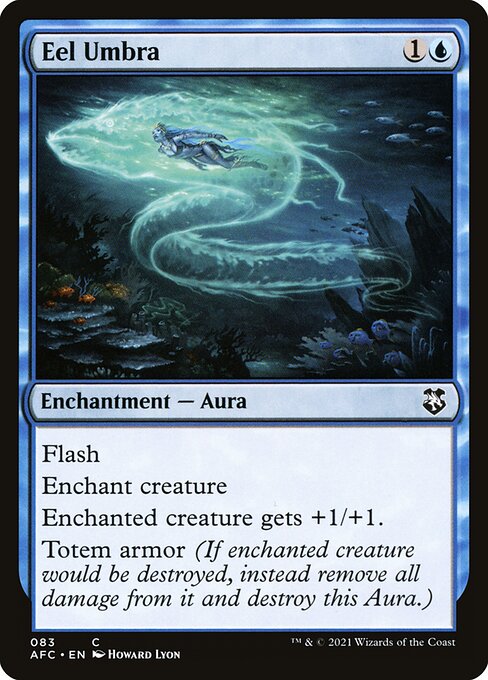 Eel Umbra 1
Enchantment — Aura
Flash
Enchant creature
Enchanted creature gets +1/+1.
Totem armor (If enchanted creature
would be destroyed, instead remove all
damage from it and destroy this Aura.)
083 C
AFC • EN Howard Lyon
™ & © 2021 Wizards of the Coast